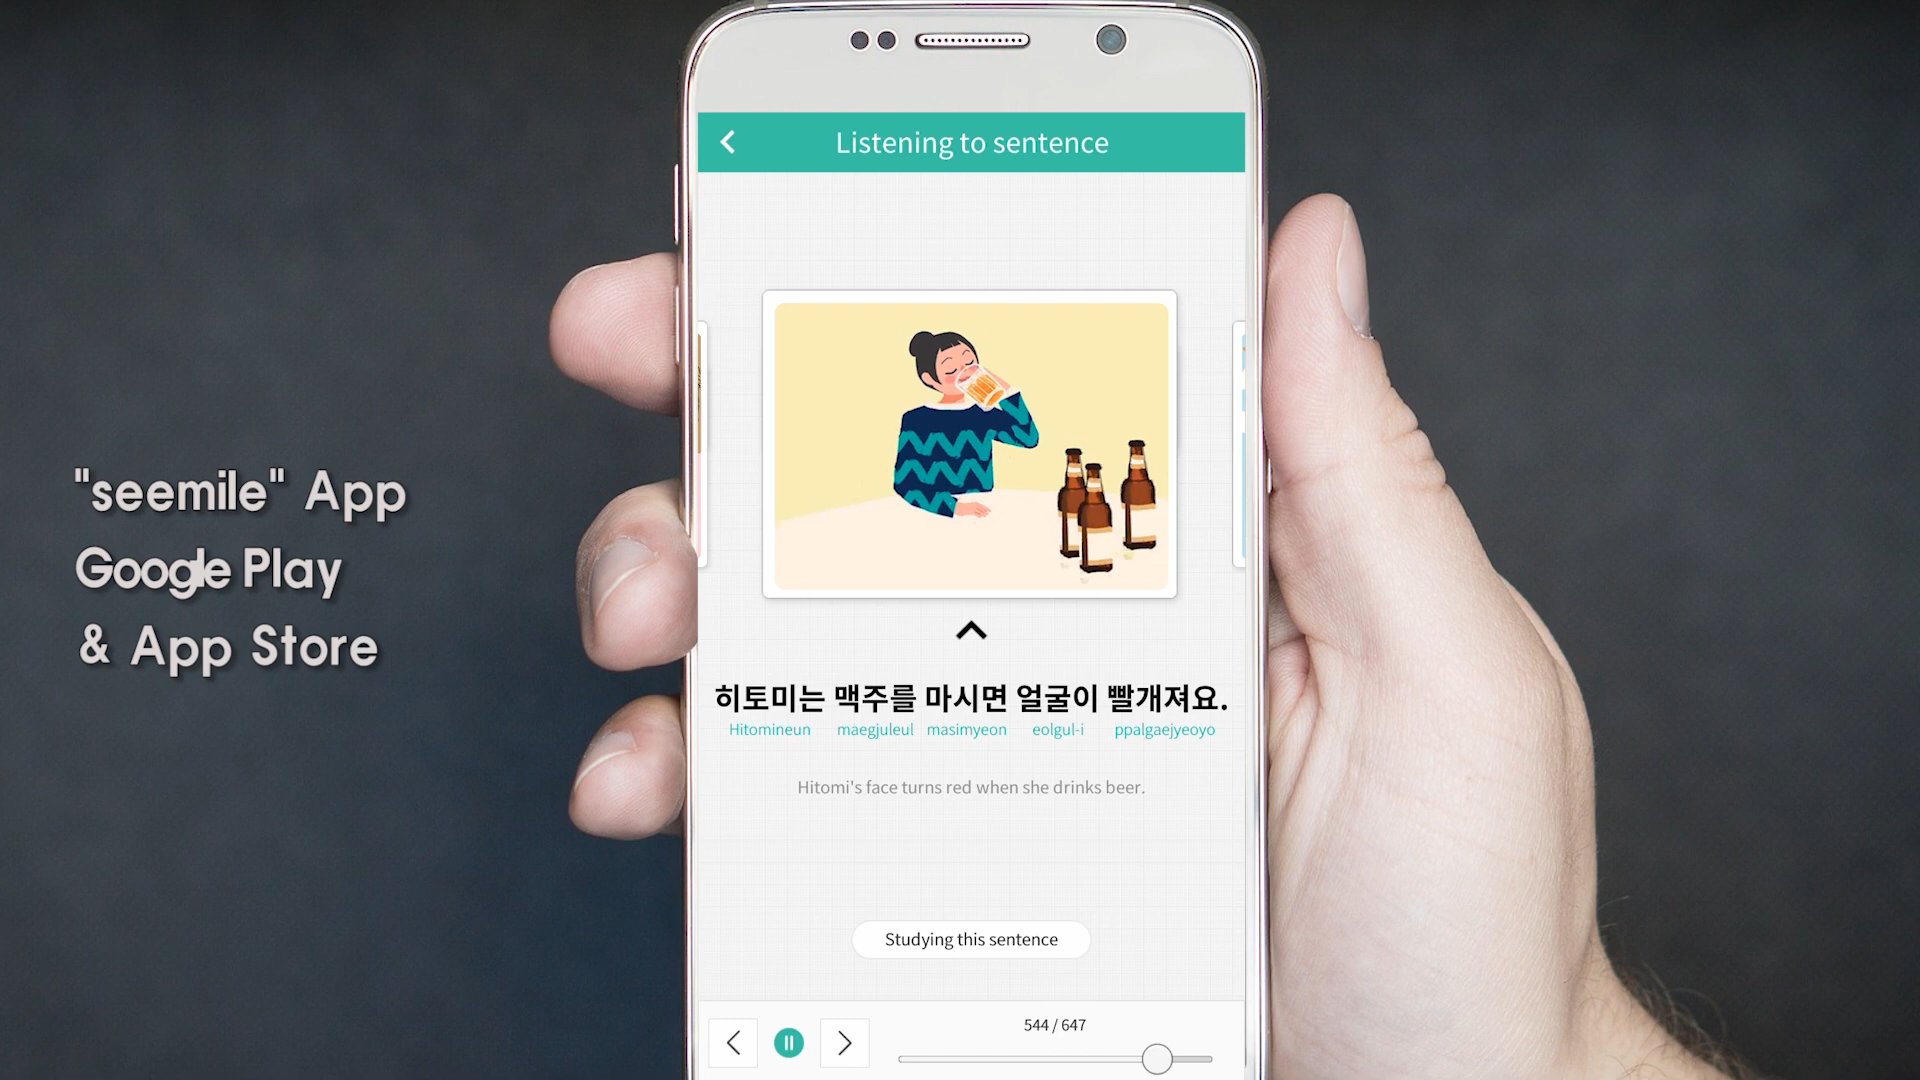 "seemile" App
Google Play
& App Store
Listening to sentence
히토미는 맥주를 마시면 얼굴이 빨개져요.
Hitomineun maegjuleul masimyeon eolgul-i ppalgaejyeoyo
Hitomi's face turns red when she drinks beer.
Studying this sentence
544 / 647